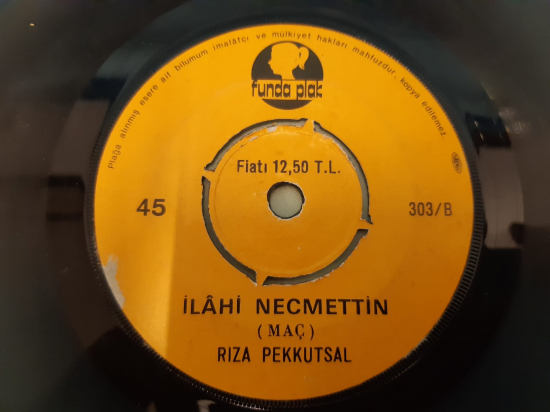 Plağa alınmış esere ait bilumum imalâtçı ve mülkiyet hakları mahfuzdur, kopya edilemez.
funda plak
Fiatı 12,50 T.L.
45
303/B
İLÂHİ NECMETTİN
(MAÇ)
RIZA PEKKUTSAL